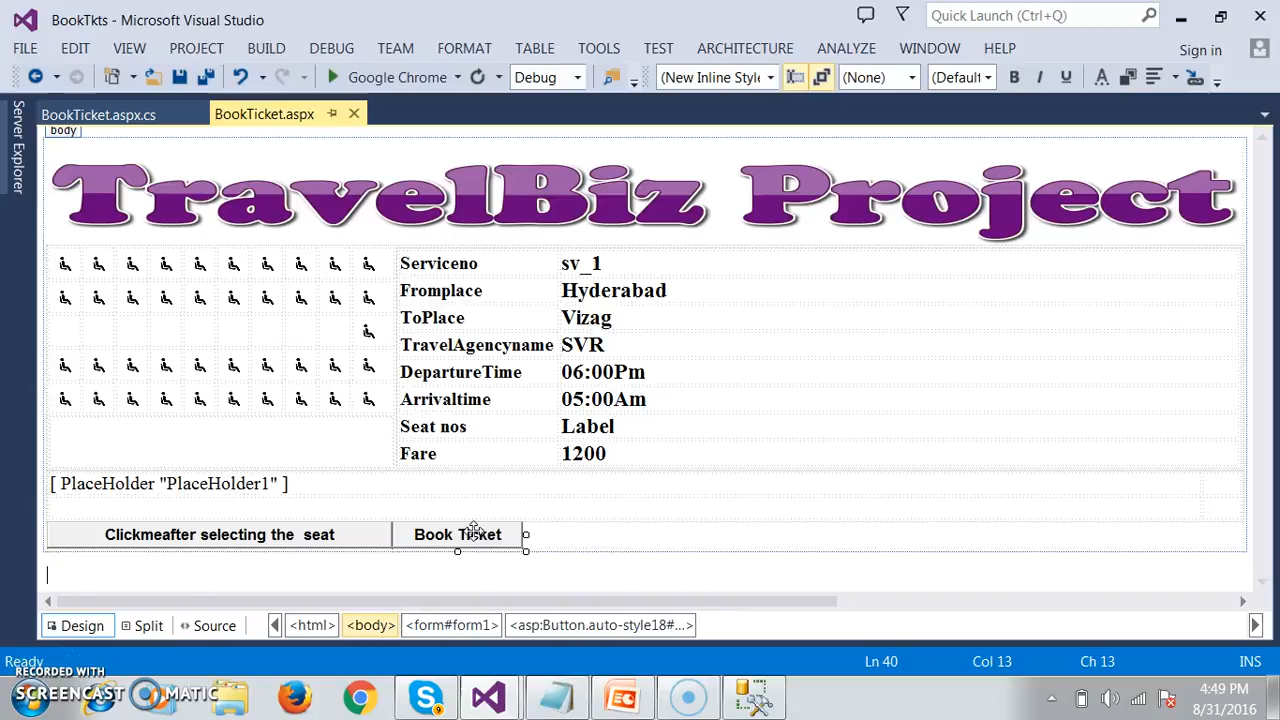 BookTkts - Microsoft Visual Studio
Quick Launch (Ctrl+Q)
FILE EDIT VIEW PROJECT BUILD DEBUG TEAM FORMAT TABLE TOOLS TEST ARCHITECTURE ANALYZE WINDOW HELP
Sign in
Google Chrome Debug (New Inline Style (None) (Default B I U A
Server Explorer
BookTicket.aspx.cs BookTicket.aspx
body
TravelBiz Project
Serviceno sv_1
Fromplace Hyderabad
ToPlace Vizag
TravelAgencyname SVR
DepartureTime 06:00Pm
Arrivaltime 05:00Am
Seat nos Label
Fare 1200
[ PlaceHolder "PlaceHolder1" ]
Clickmeafter selecting the seat Book Ticket
Design Split Source <html> <body> <form#form1> <asp:Button.auto-style18#...>
Ready Ln 40 Col 13 Ch 13 INS
RECORDED WITH
SCREENCAST MATIC
4:49 PM
8/31/2016